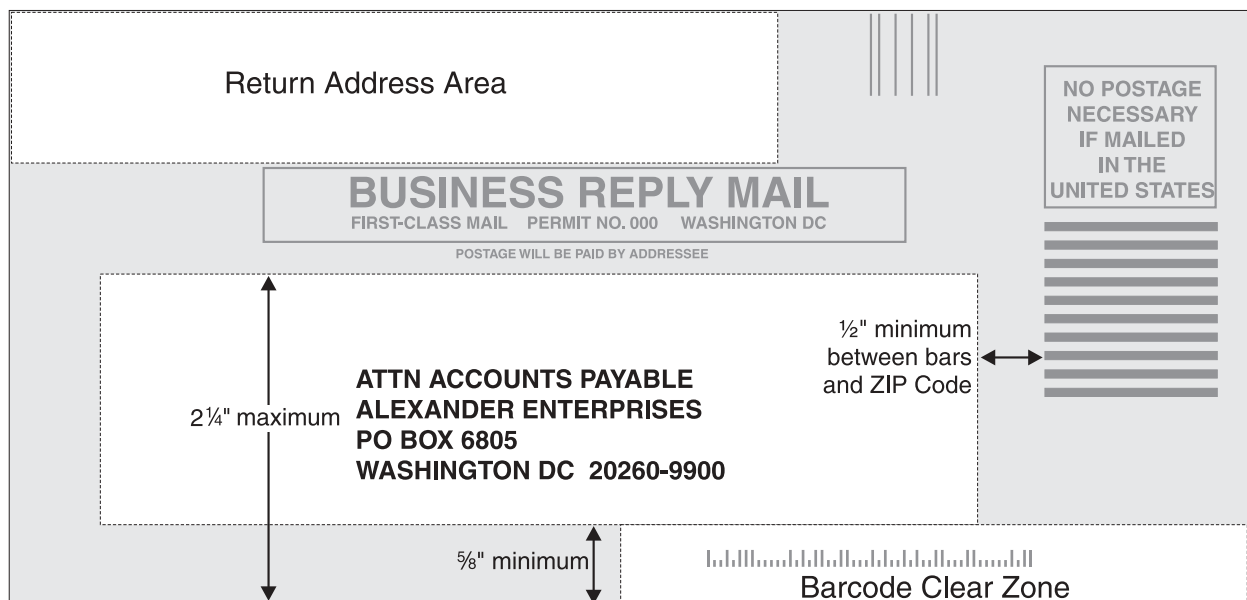 Return Address Area
NO POSTAGE
NECESSARY
IF MAILED
IN THE
UNITED STATES
BUSINESS REPLY MAIL
FIRST-CLASS MAIL PERMIT NO. 000 WASHINGTON DC
POSTAGE WILL BE PAID BY ADDRESSEE
½" minimum
between bars
and ZIP Code
2¼" maximum
ATTN ACCOUNTS PAYABLE
ALEXANDER ENTERPRISES
PO BOX 6805
WASHINGTON DC 20260-9900
⅝" minimum
Barcode Clear Zone